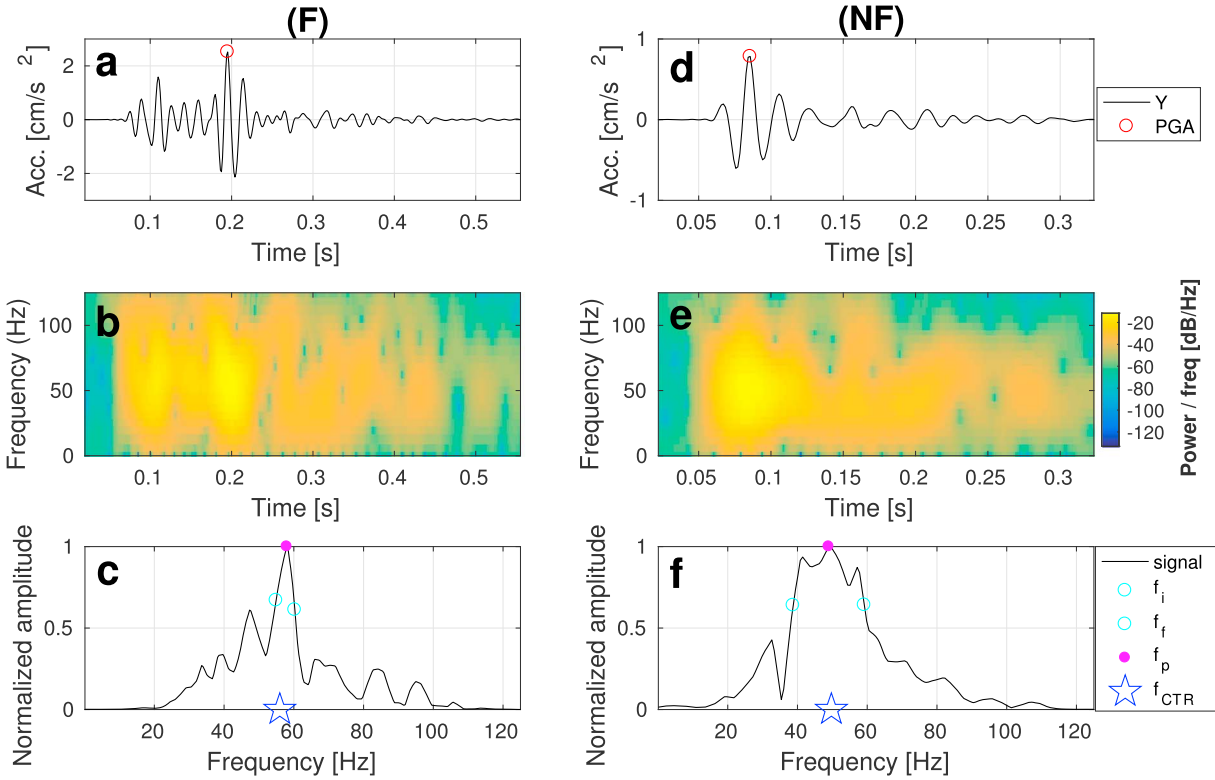 (F)
(NF)
a
Acc. [cm/s 2]
2
0
-2
0.1
0.2
0.3
0.4
0.5
Time [s]
d
Acc. [cm/s 2]
1
0
-1
0.05
0.1
0.15
0.2
0.25
0.3
Time [s]
Y
PGA
b
Frequency (Hz)
100
50
0
0.1
0.2
0.3
0.4
0.5
Time [s]
e
Frequency (Hz)
100
50
0
0.05
0.1
0.15
0.2
0.25
0.3
Time [s]
-20
-40
-60
-80
-100
-120
Power / freq [dB/Hz]
c
Normalized amplitude
1
0.5
0
20
40
60
80
100
120
Frequency [Hz]
f
Normalized amplitude
1
0.5
0
20
40
60
80
100
120
Frequency [Hz]
signal
f i
f f
f p
f CTR